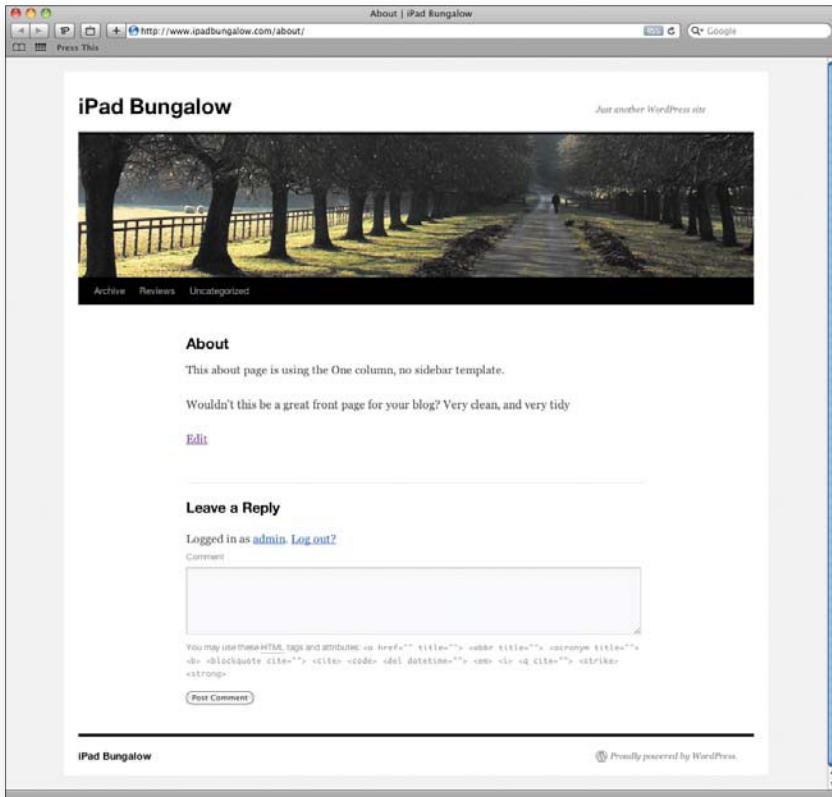 About | iPad Bungalow
http://www.ipadbungalow.com/about/
RSS
Google
Press This
iPad Bungalow
Just another WordPress site
Archive Reviews Uncategorized
About
This about page is using the One column, no sidebar template.
Wouldn't this be a great front page for your blog? Very clean, and very tidy
Edit
Leave a Reply
Logged in as admin. Log out?
Comment
You may use these HTML tags and attributes: <a href="" title=""> <abbr title=""> <acronym title="">
<b> <blockquote cite=""> <cite> <code> <del datetime=""> <em> <i> <q cite=""> <strike>
<strong>
Post Comment
iPad Bungalow
Proudly powered by WordPress.